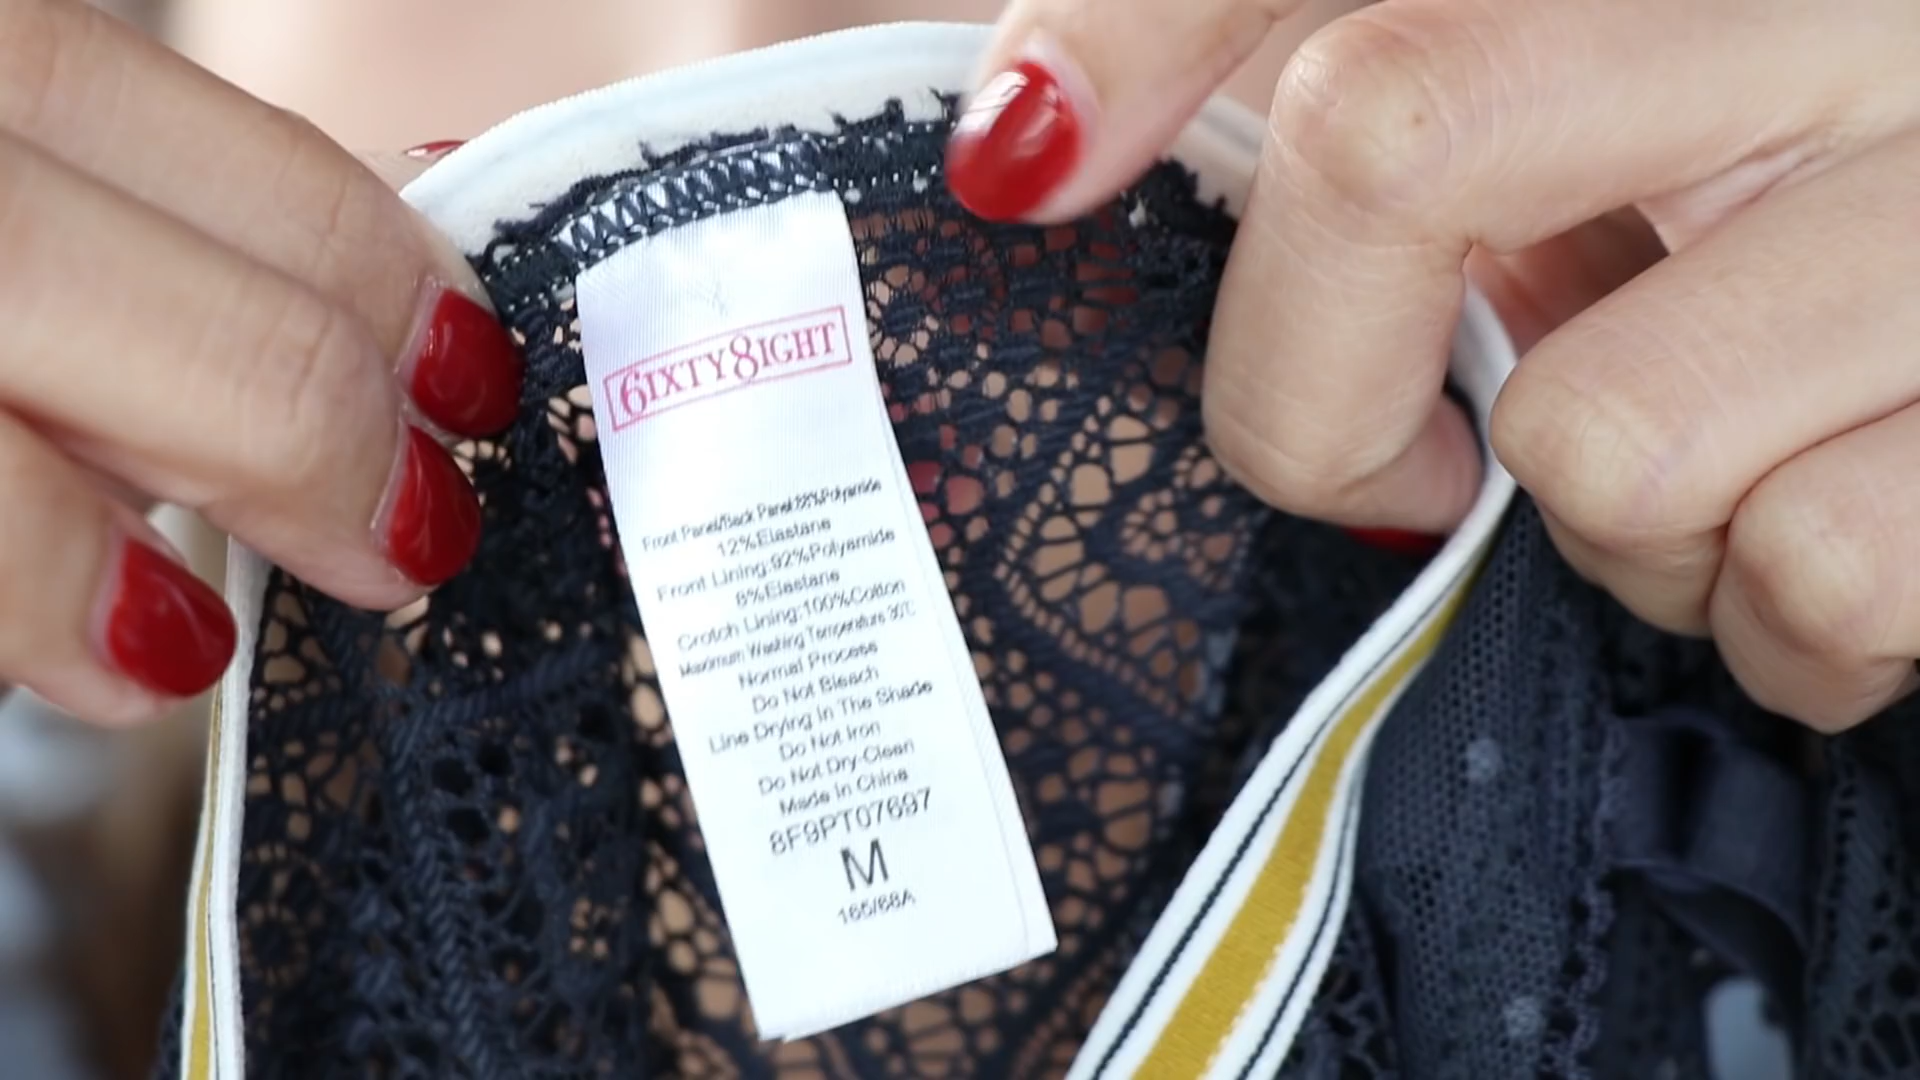 6IXTY8IGHT
Front Panel/Back Panel:88%Polyamide
12%Elastane
Front Lining:92%Polyamide
8%Elastane
Crotch Lining:100%Cotton
Maximum Washing Temperature 30°C
Normal Process
Do Not Bleach
Line Drying In The Shade
Do Not Iron
Do Not Dry-Clean
Made In China
8F9PT07697
M
165/68A